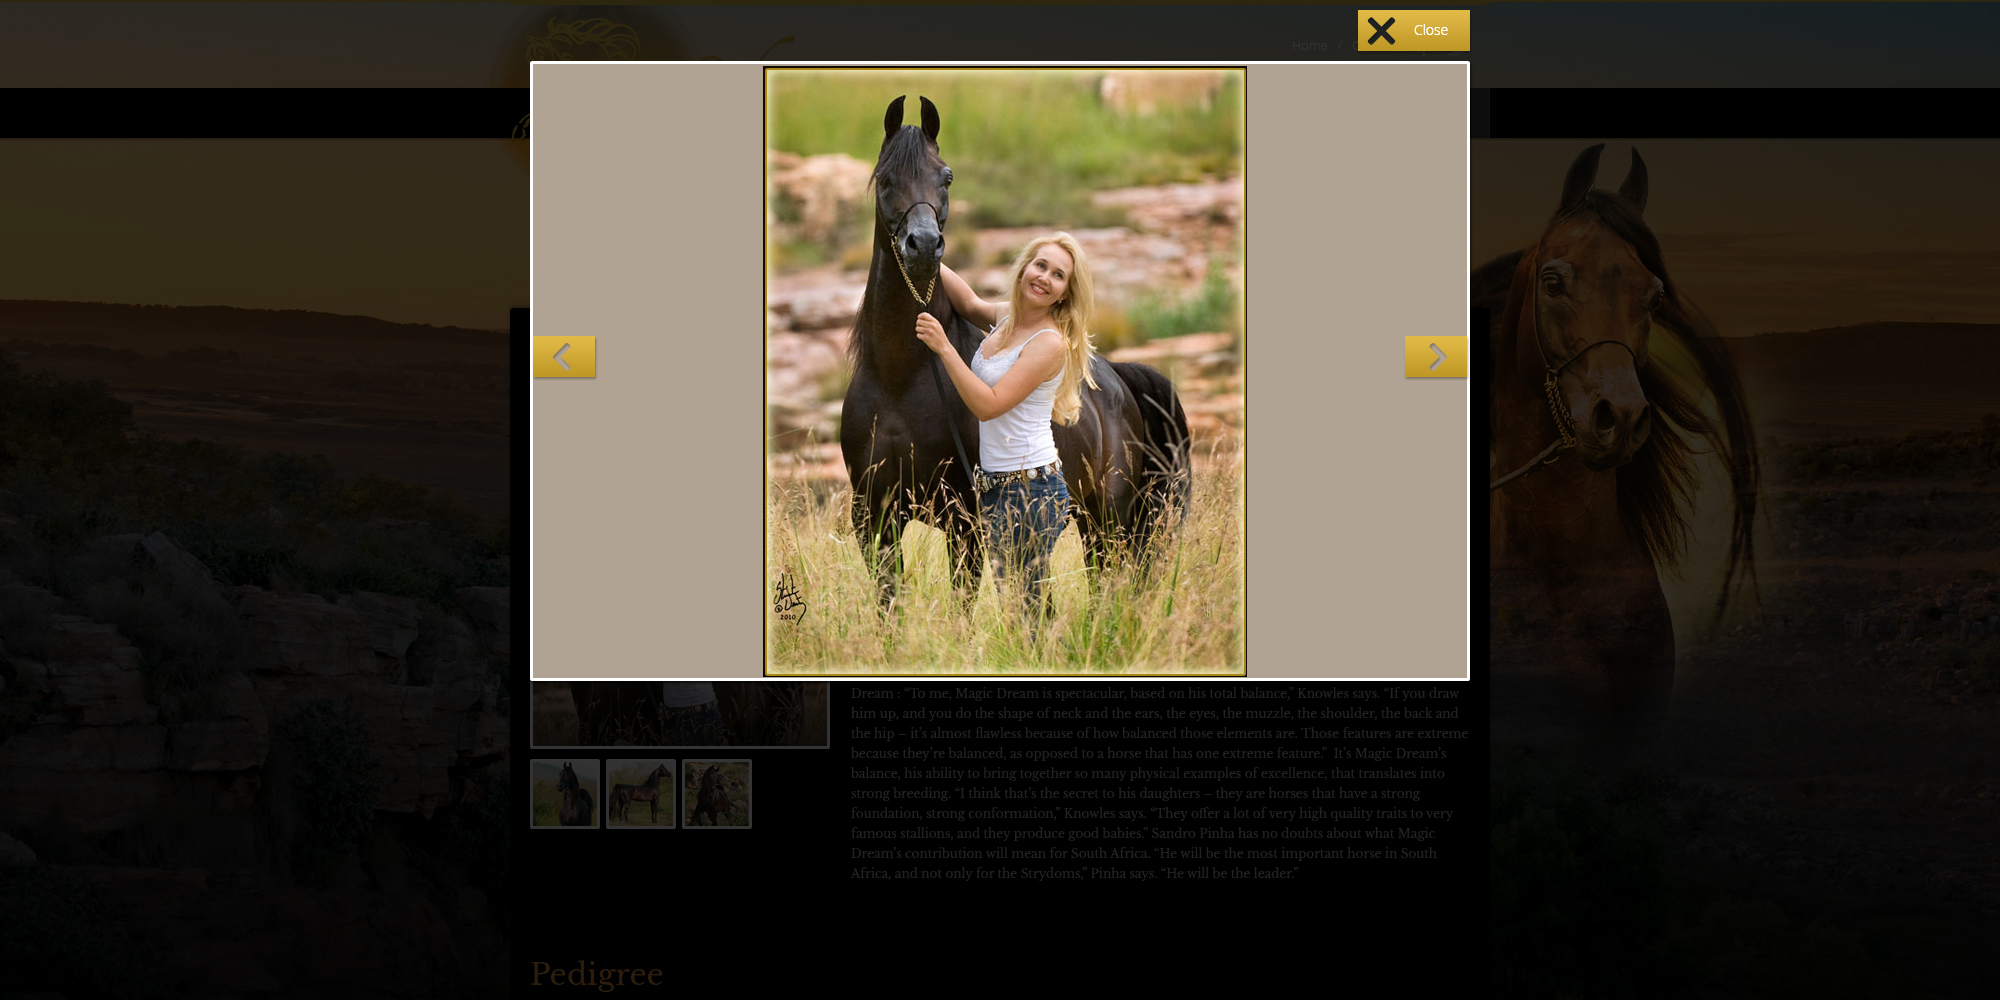 Home /
Close
2010
Dream : “To me, Magic Dream is spectacular, based on his total balance,” Knowles says. “If you draw
him up, and you do the shape of neck and the ears, the eyes, the muzzle, the shoulder, the back and
the hip – it’s almost flawless because of how balanced those elements are. Those features are extreme
because they’re balanced, as opposed to a horse that has one extreme feature.”  It’s Magic Dream’s
balance, his ability to bring together so many physical examples of excellence, that translates into
strong breeding. “I think that’s the secret to his daughters – they are horses that have a strong
foundation, strong conformation,” Knowles says. “They offer a lot of very high quality traits to very
famous stallions, and they produce good babies.” Sandro Pinha has no doubts about what Magic
Dream’s contribution will mean for South Africa. “He will be the most important horse in South
Africa, and not only for the Strydoms,” Pinha says. “He will be the leader.”
Pedigree